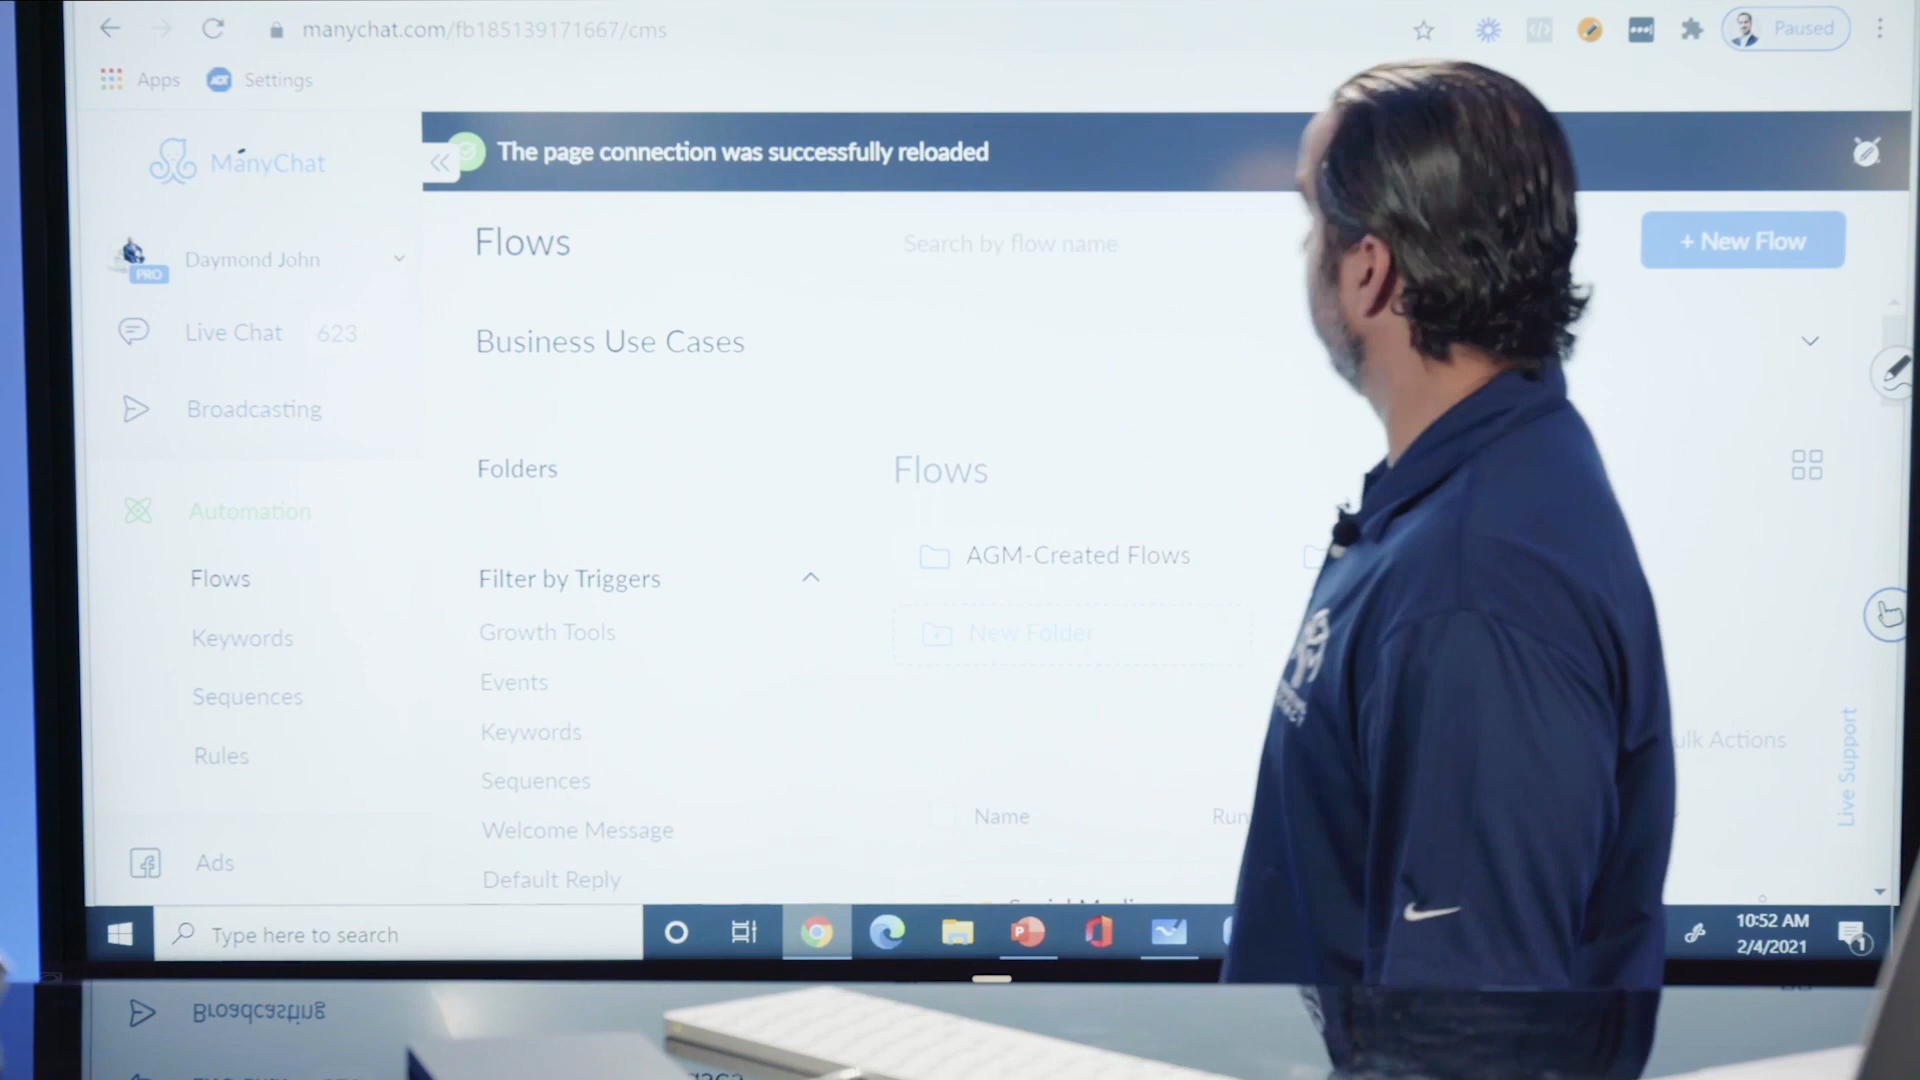 manychat.com/fb185139171667/cms
Paused
Apps
Settings
ManyChat
The page connection was successfully reloaded
Daymond John
PRO
Flows
Search by flow name
+ New Flow
Live Chat 623
Business Use Cases
Broadcasting
Folders
Flows
Automation
AGM-Created Flows
Flows
Filter by Triggers
Keywords
Growth Tools
New Folder
Sequences
Events
Rules
Keywords
Sequences
Bulk Actions
Live Support
Welcome Message
Name
Ads
Default Reply
Type here to search
10:52 AM
2/4/2021
1
Broadcasting